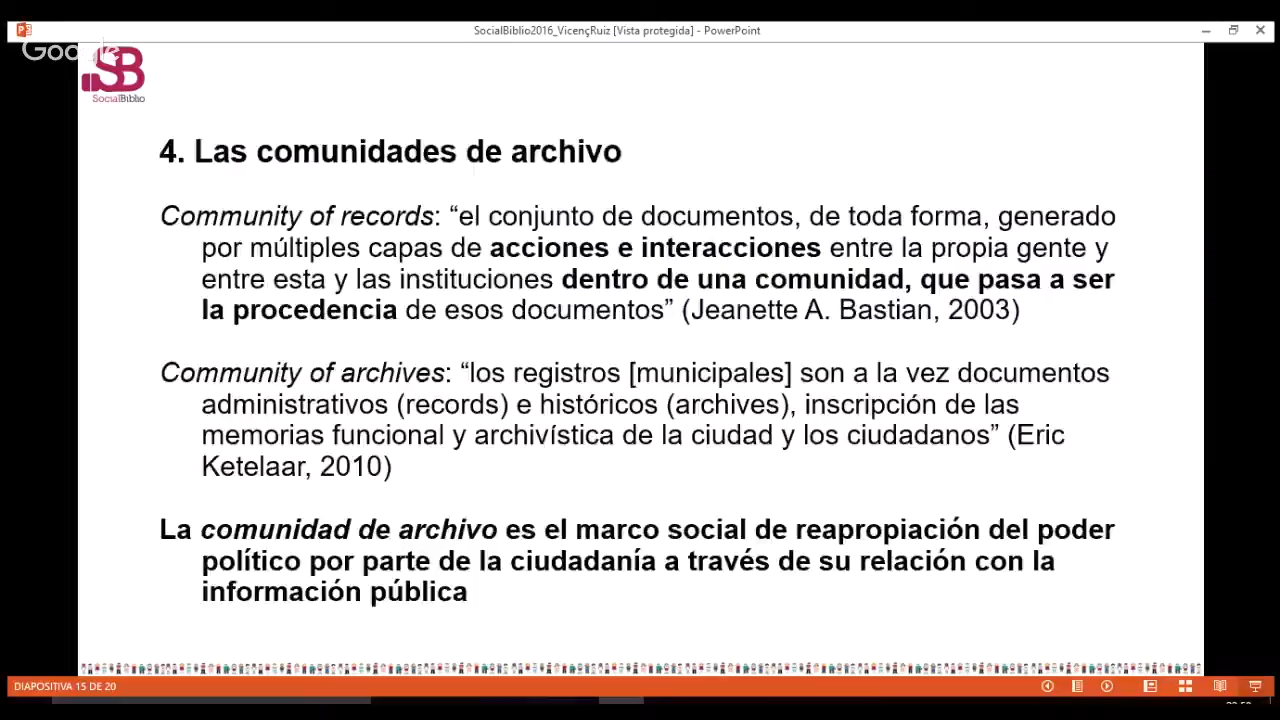 SocialBiblio2016_VicençRuiz [Vista protegida] - PowerPoint
Google
SB
SocialBiblio
4. Las comunidades de archivo
Community of records: “el conjunto de documentos, de toda forma, generado
por múltiples capas de acciones e interacciones entre la propia gente y
entre esta y las instituciones dentro de una comunidad, que pasa a ser
la procedencia de esos documentos” (Jeanette A. Bastian, 2003)
Community of archives: “los registros [municipales] son a la vez documentos
administrativos (records) e históricos (archives), inscripción de las
memorias funcional y archivística de la ciudad y los ciudadanos” (Eric
Ketelaar, 2010)
La comunidad de archivo es el marco social de reapropiación del poder
político por parte de la ciudadanía a través de su relación con la
información pública
DIAPOSITIVA 15 DE 20